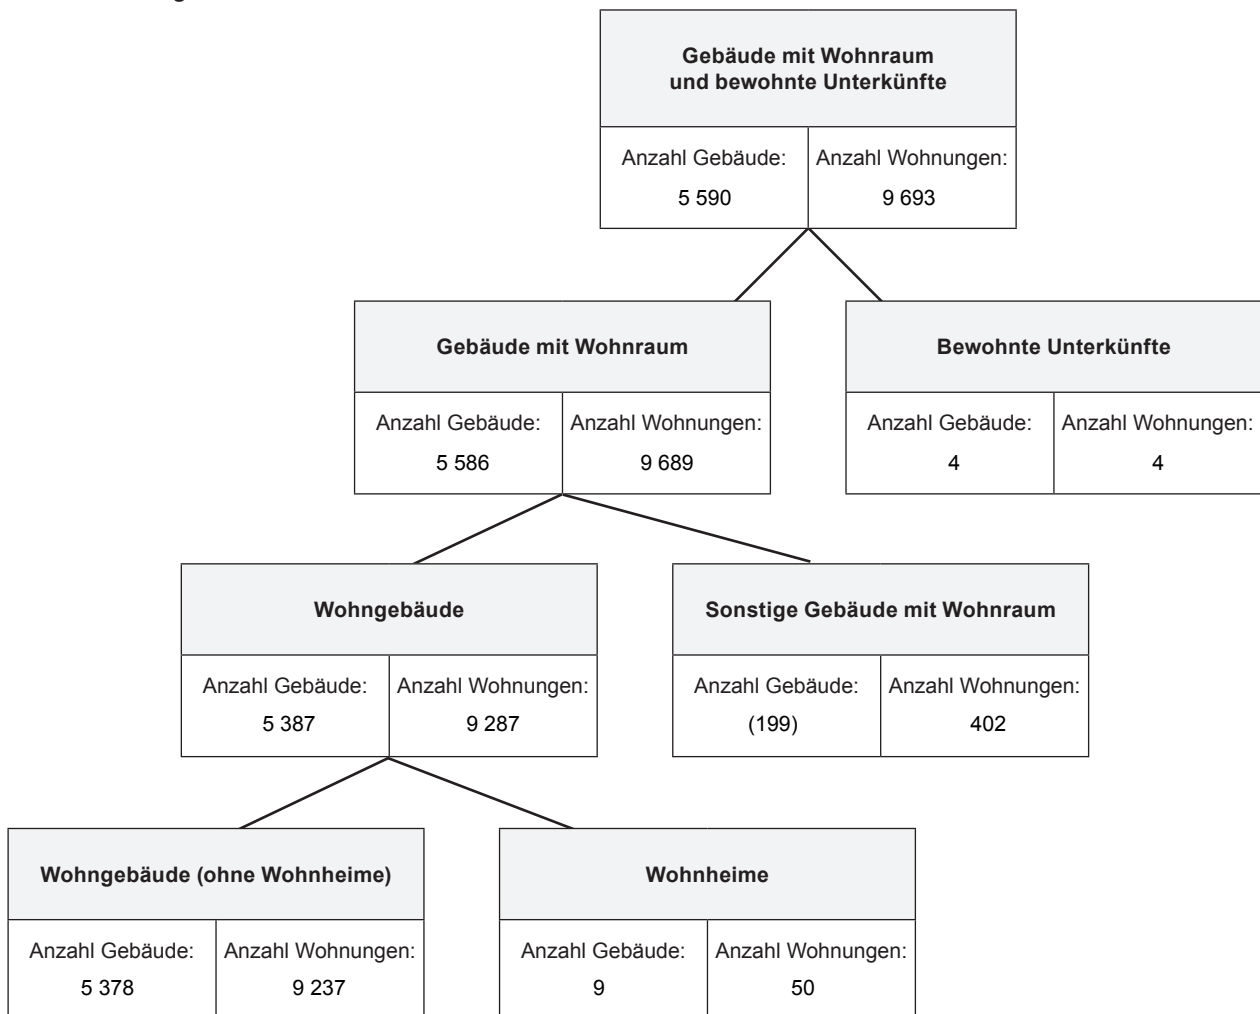 Gebäude mit Wohnraum
und bewohnte Unterkünfte
Anzahl Gebäude: Anzahl Wohnungen:
5 590 9 693
Gebäude mit Wohnraum Bewohnte Unterkünfte
Anzahl Gebäude: Anzahl Wohnungen: Anzahl Gebäude: Anzahl Wohnungen:
5 586 9 689 4 4
Wohngebäude Sonstige Gebäude mit Wohnraum
Anzahl Gebäude: Anzahl Wohnungen: Anzahl Gebäude: Anzahl Wohnungen:
5 387 9 287 (199) 402
Wohngebäude (ohne Wohnheime) Wohnheime
Anzahl Gebäude: Anzahl Wohnungen: Anzahl Gebäude: Anzahl Wohnungen:
5 378 9 237 9 50